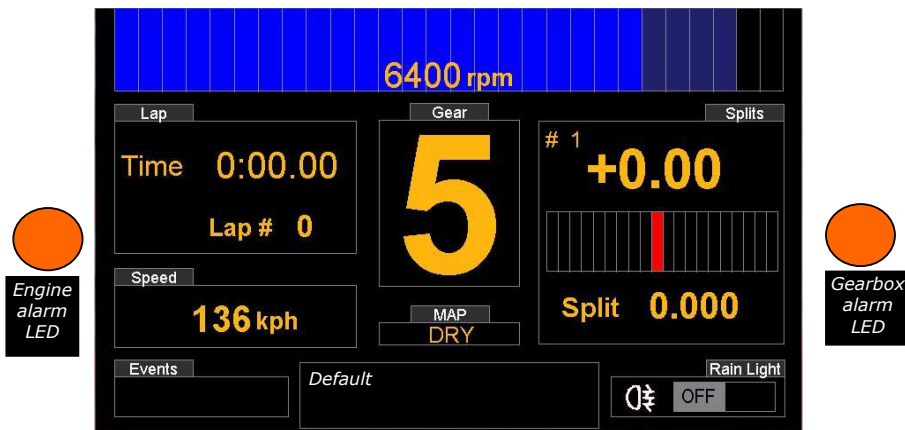 6400 rpm
Lap
Time 0:00.00
Lap # 0
Gear
5
Splits
# 1
+0.00
Split 0.000
Engine
alarm
LED
Speed
136 kph
MAP
DRY
Gearbox
alarm
LED
Events
Default
Rain Light
OFF